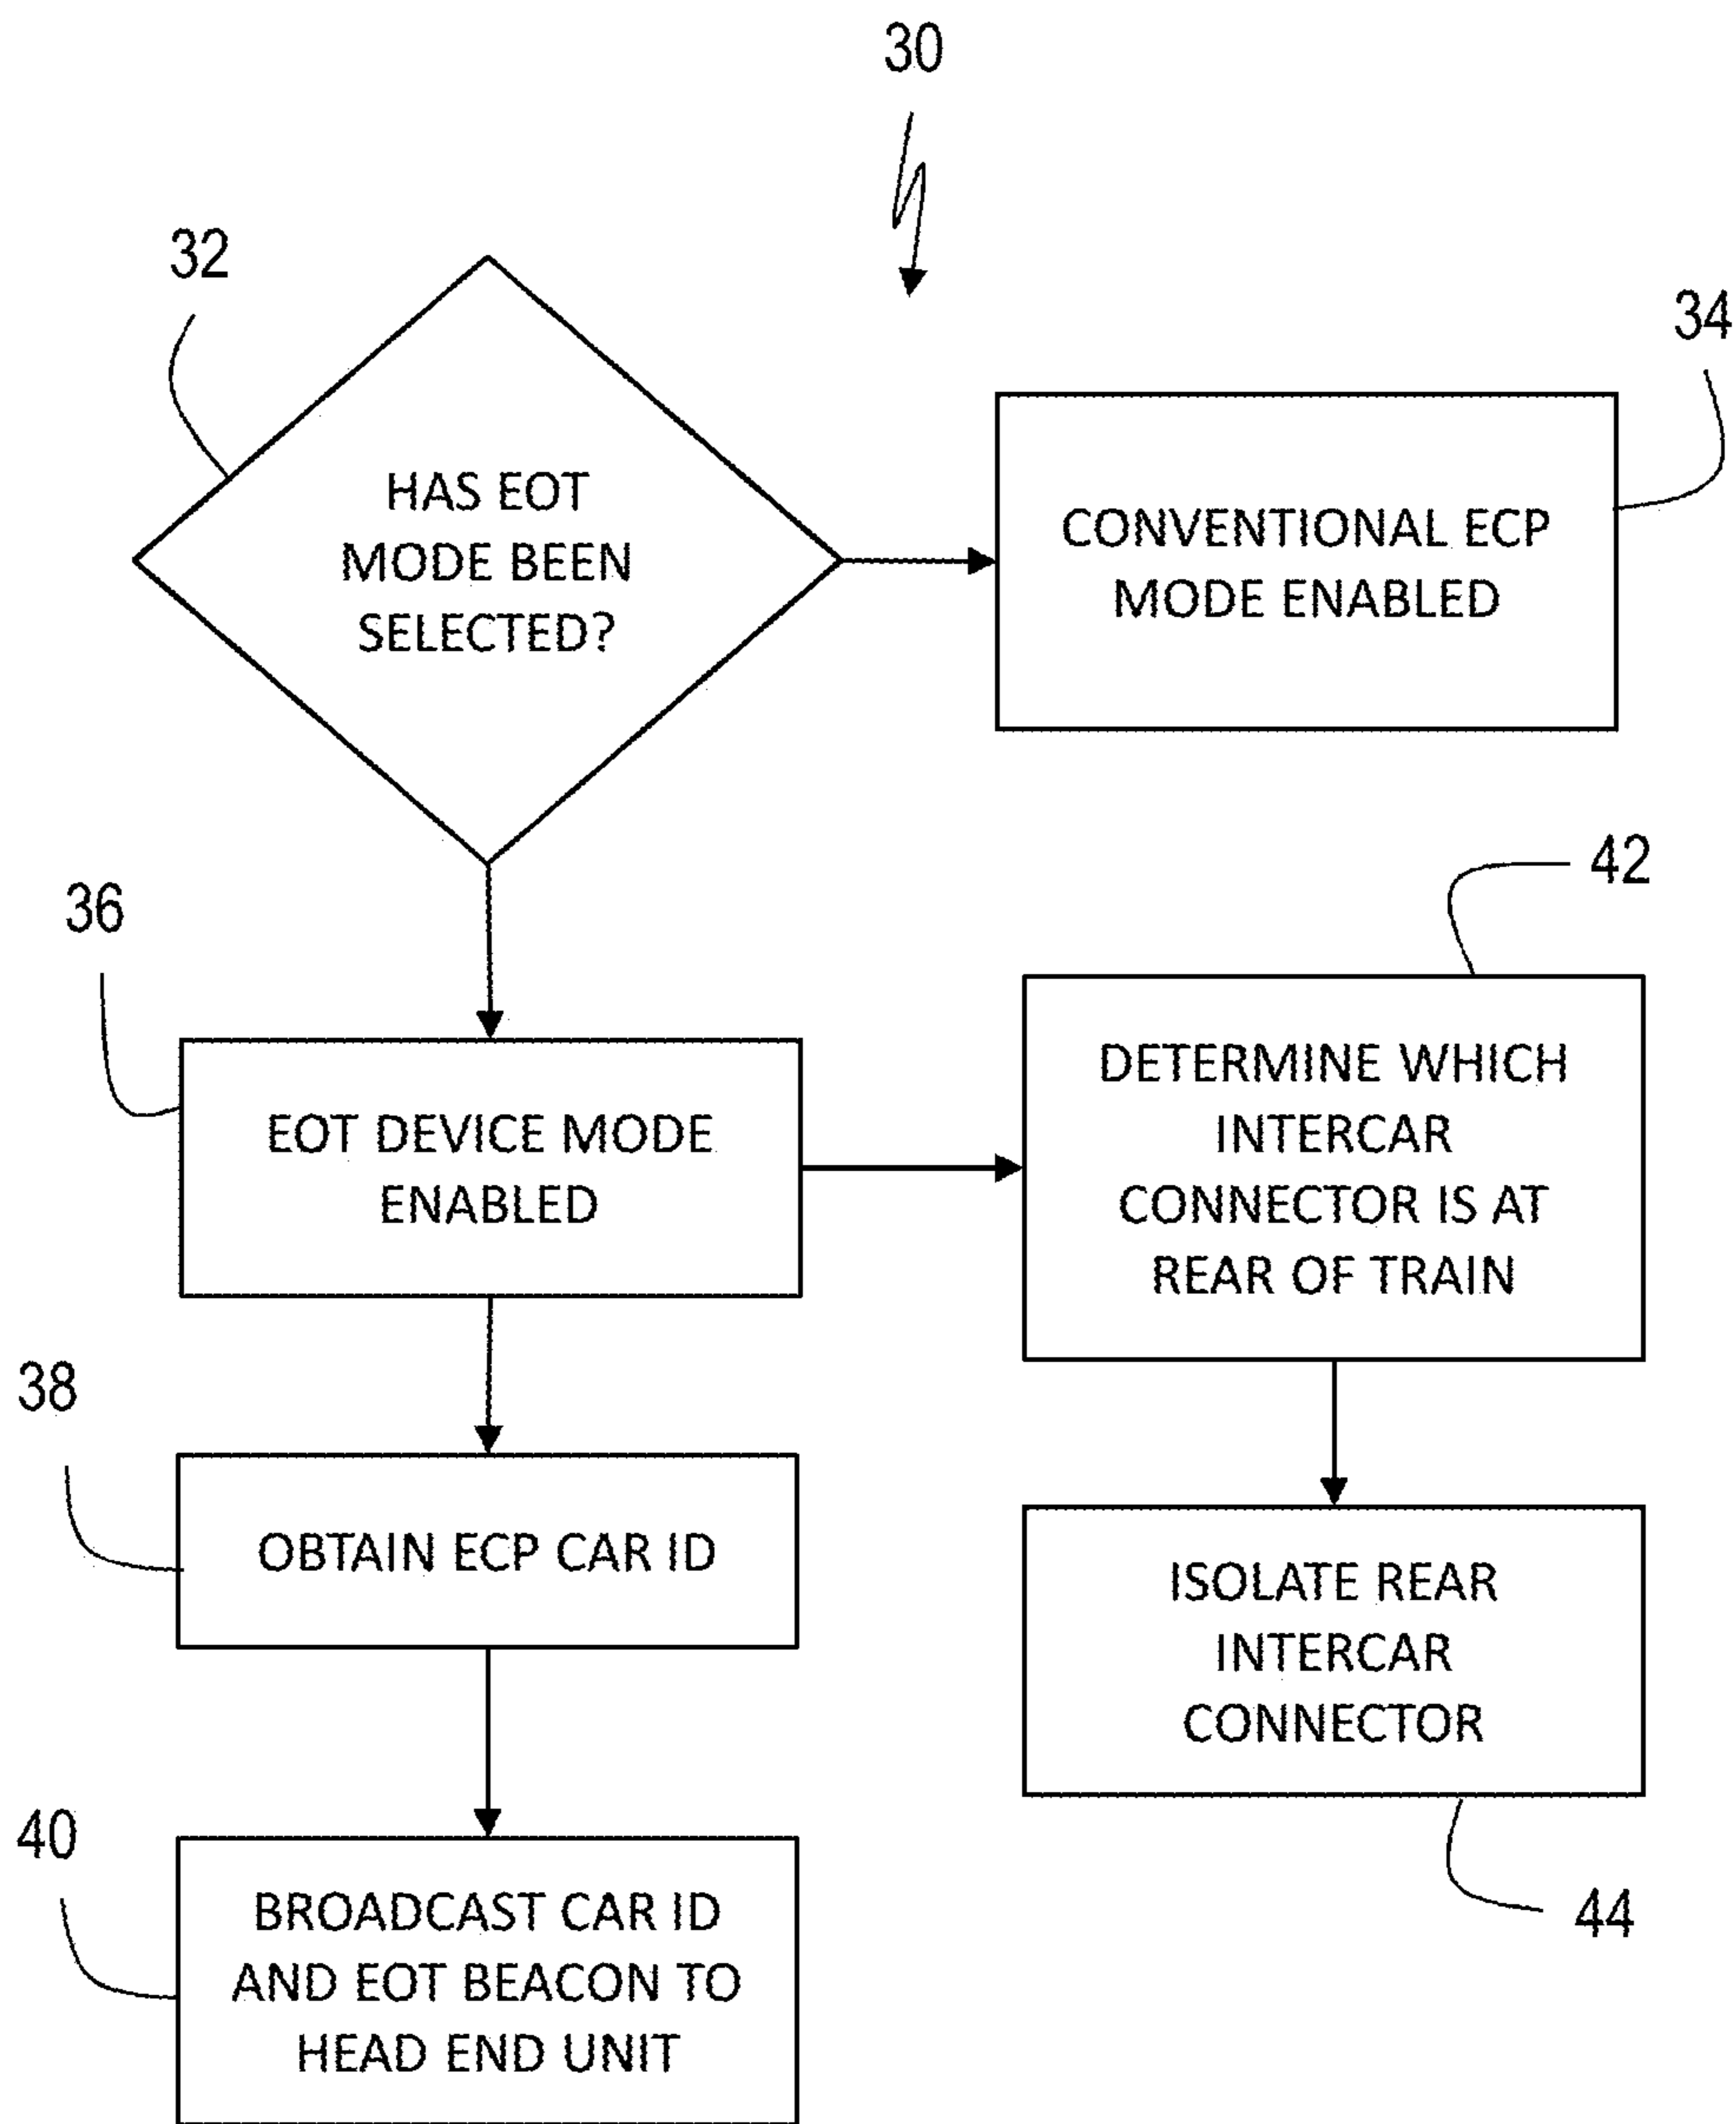 30
32
HAS EOT
MODE BEEN
SELECTED?
34
CONVENTIONAL ECP
MODE ENABLED
36
EOT DEVICE MODE
ENABLED
42
DETERMINE WHICH
INTERCAR
CONNECTOR IS AT
REAR OF TRAIN
38
OBTAIN ECP CAR ID
ISOLATE REAR
INTERCAR
CONNECTOR
44
40
BROADCAST CAR ID
AND EOT BEACON TO
HEAD END UNIT